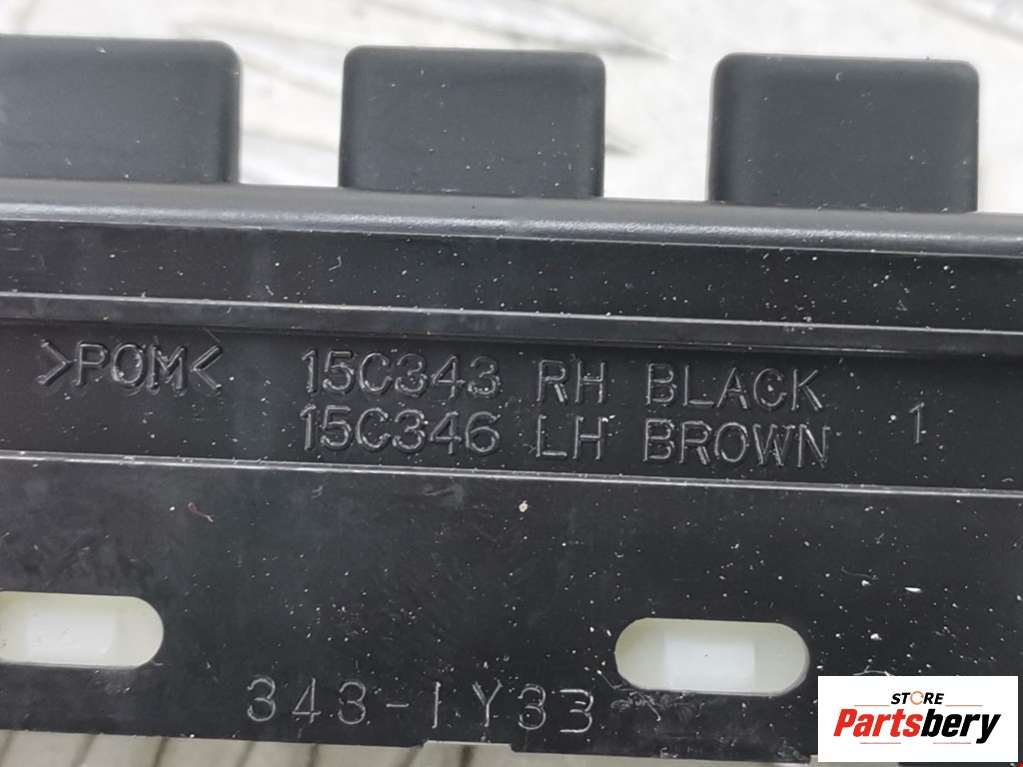 >POM< 15C343 RH BLACK
15C346 LH BROWN 1
343-1Y33
STORE
Partsbery